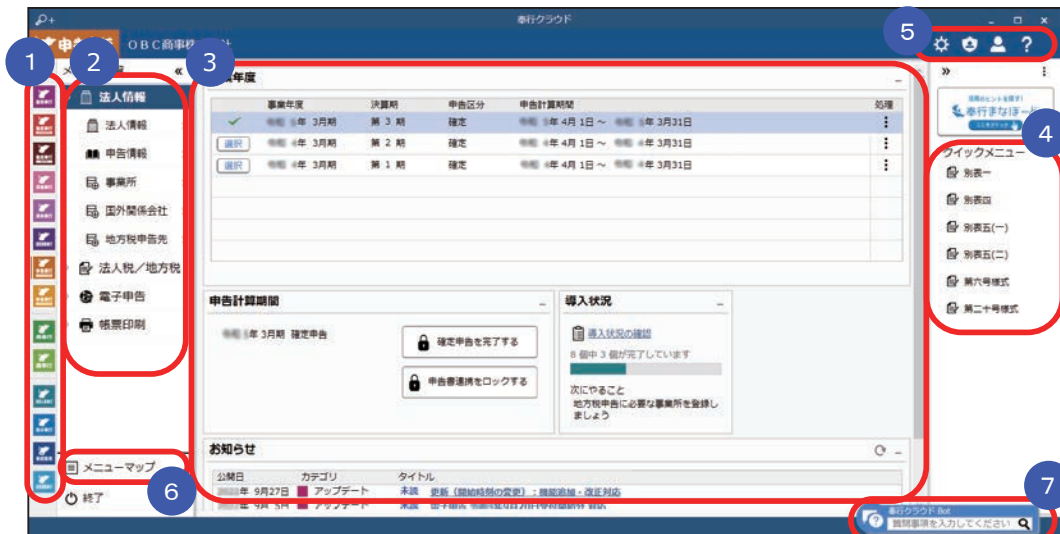 奉行クラウド
OBC商事
1
2
3
4
5
6
7
«
»
法人情報
法人情報
申告情報
事業所
国外関係会社
地方税申告先
法人税／地方税
電子申告
帳票印刷
メニューマップ
終了
年度
事業年度 決算期 申告区分 申告計算期間 処理
年 3月期 第 3 期 確定 年 4月 1日 ～ 年 3月31日
選択 年 3月期 第 2 期 確定 年 4月 1日 ～ 年 3月31日
選択 年 3月期 第 1 期 確定 年 4月 1日 ～ 年 3月31日
申告計算期間
年 3月期 確定申告
確定申告を完了する
申告書連携をロックする
導入状況
導入状況の確認
8 個中 3 個が完了しています
次にやること
地方税申告に必要な事業所を登録し
ましょう
お知らせ
公開日 カテゴリ タイトル
年 9月27日 アップデート 未読 更新（開始時刻の変更）：機能追加・改正対応
奉行まなぼーど
クイックメニュー
別表一
別表四
別表五(一)
別表五(二)
第六号様式
第二十号様式
奉行クラウド Bot
質問事項を入力してください